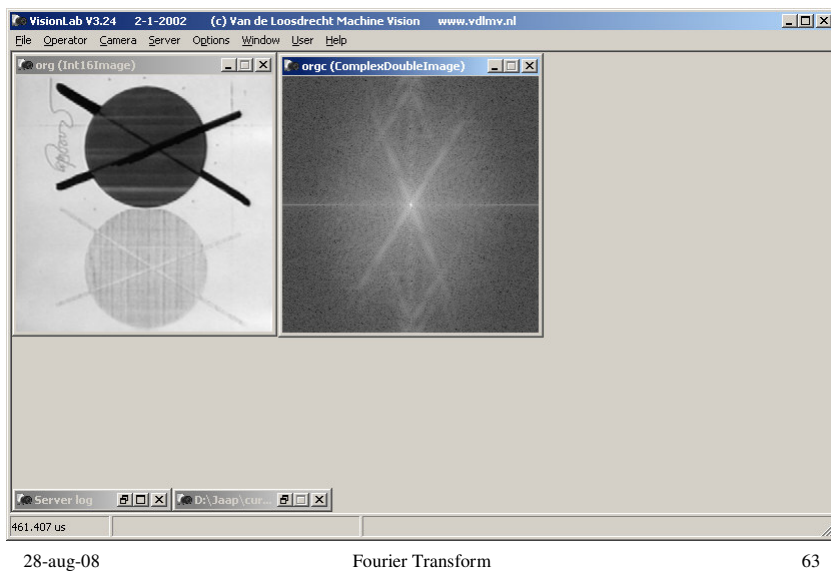 VisionLab V3.24 2-1-2002 (c) Van de Loosdrecht Machine Vision www.vdlmv.nl
File Operator Camera Server Options Window User Help
org (Int16Image)
orgc (ComplexDoubleImage)
Server log
D:\Jaap\cur...
461.407 us
28-aug-08 Fourier Transform 63